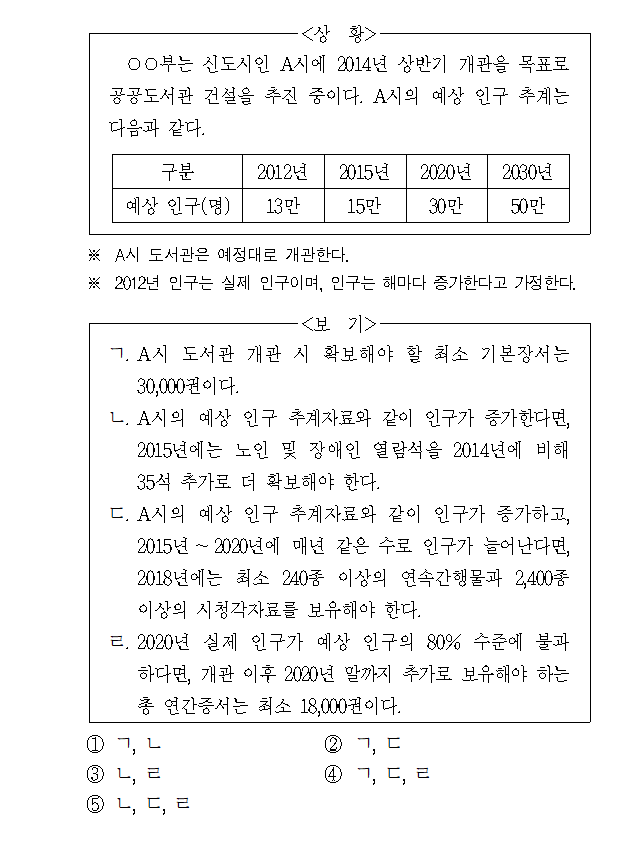 <상 황>
○○부는 신도시인 A시에 2014년 상반기 개관을 목표로
공공도서관 건설을 추진 중이다. A시의 예상 인구 추계는
다음과 같다.
구분 2012년 2015년 2020년 2030년
예상 인구(명) 13만 15만 30만 50만
※ A시 도서관은 예정대로 개관한다.
※ 2012년 인구는 실제 인구이며, 인구는 해마다 증가한다고 가정한다.
<보 기>
ㄱ. A시 도서관 개관 시 확보해야 할 최소 기본장서는
30,000권이다.
ㄴ. A시의 예상 인구 추계자료와 같이 인구가 증가한다면,
2015년에는 노인 및 장애인 열람석을 2014년에 비해
35석 추가로 더 확보해야 한다.
ㄷ. A시의 예상 인구 추계자료와 같이 인구가 증가하고,
2015년 ~ 2020년에 매년 같은 수로 인구가 늘어난다면,
2018년에는 최소 240종 이상의 연속간행물과 2,400종
이상의 시청각자료를 보유해야 한다.
ㄹ. 2020년 실제 인구가 예상 인구의 80% 수준에 불과
하다면, 개관 이후 2020년 말까지 추가로 보유해야 하는
총 연간증서는 최소 18,000권이다.
① ㄱ, ㄴ ② ㄱ, ㄷ
③ ㄴ, ㄹ ④ ㄱ, ㄷ, ㄹ
⑤ ㄴ, ㄷ, ㄹ